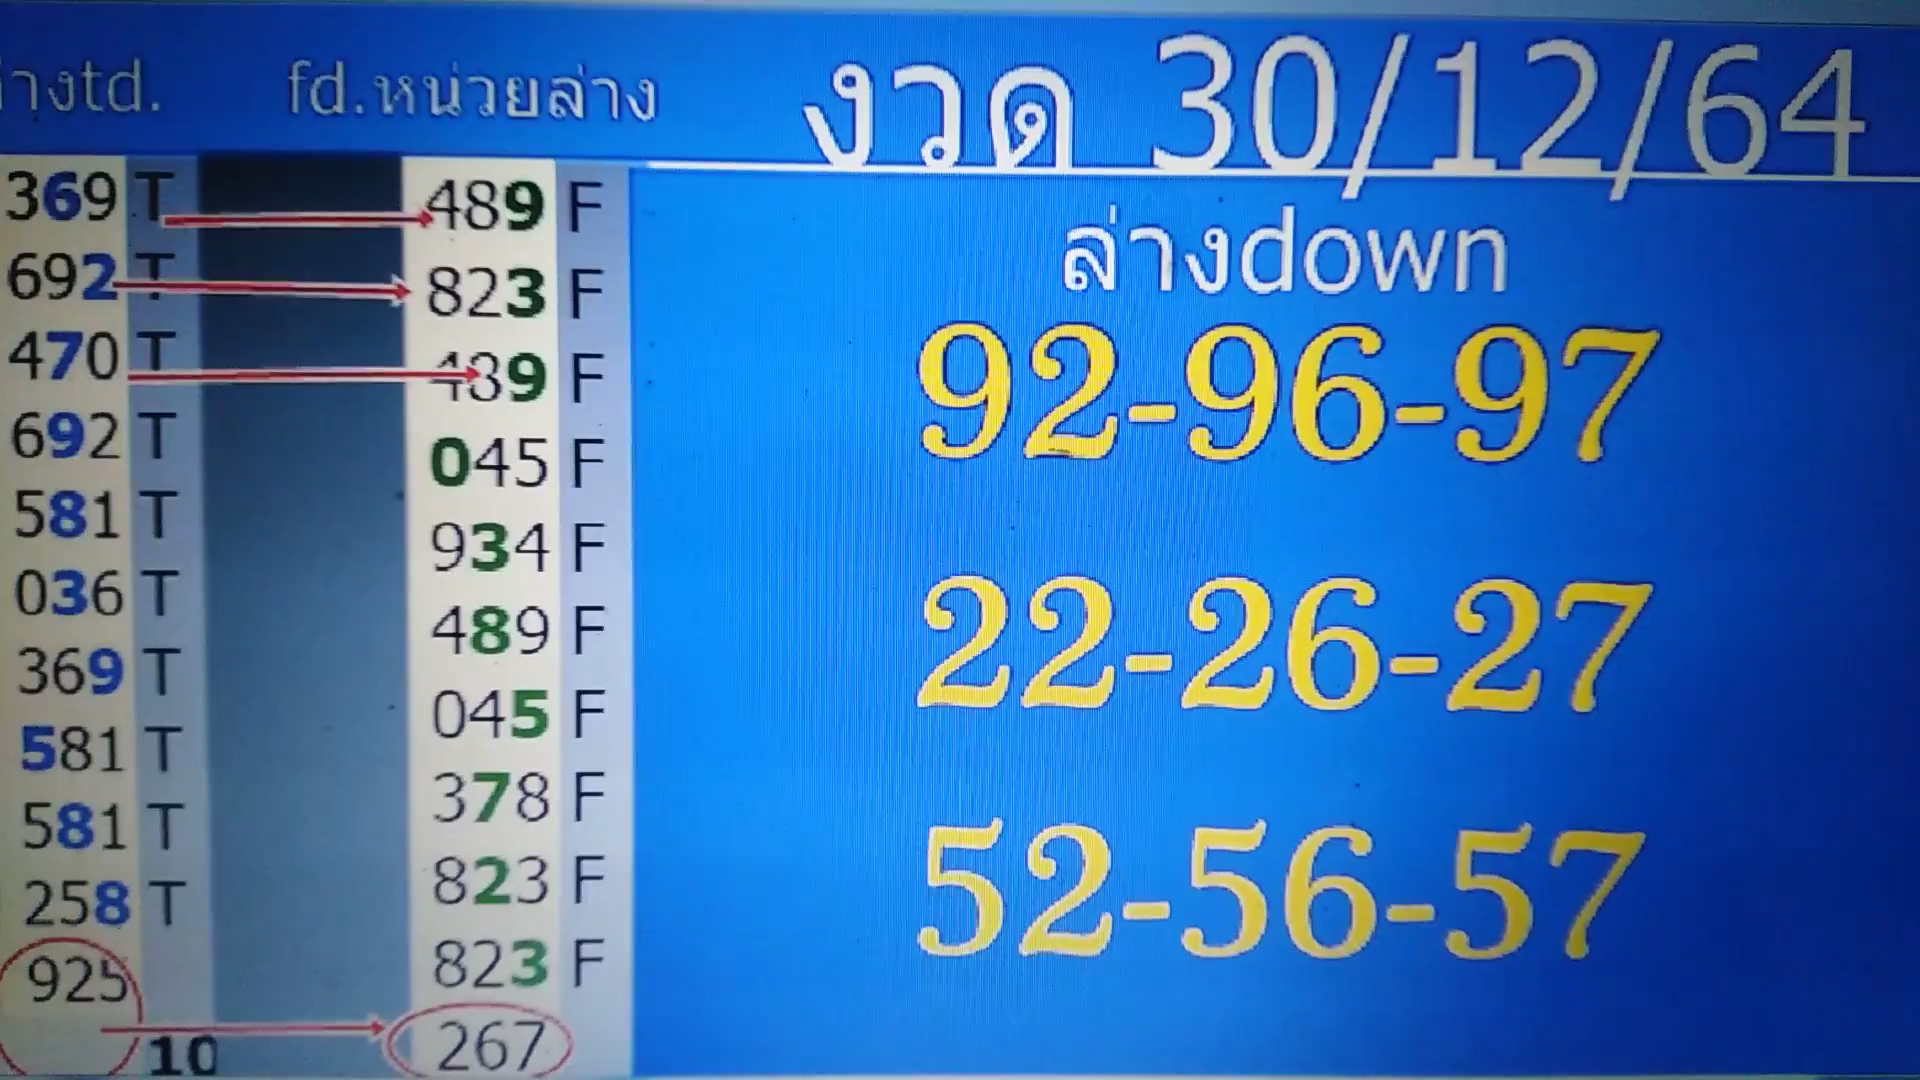 ่างtd. fd.หน่วยล่าง งวด 30/12/64
ล่างdown
369 T 489 F
692 T 823 F
470 T 489 F
692 T 045 F
581 T 934 F
036 T 489 F
369 T 045 F
581 T 378 F
581 T 823 F
258 T 823 F
925
10 267
92-96-97
22-26-27
52-56-57